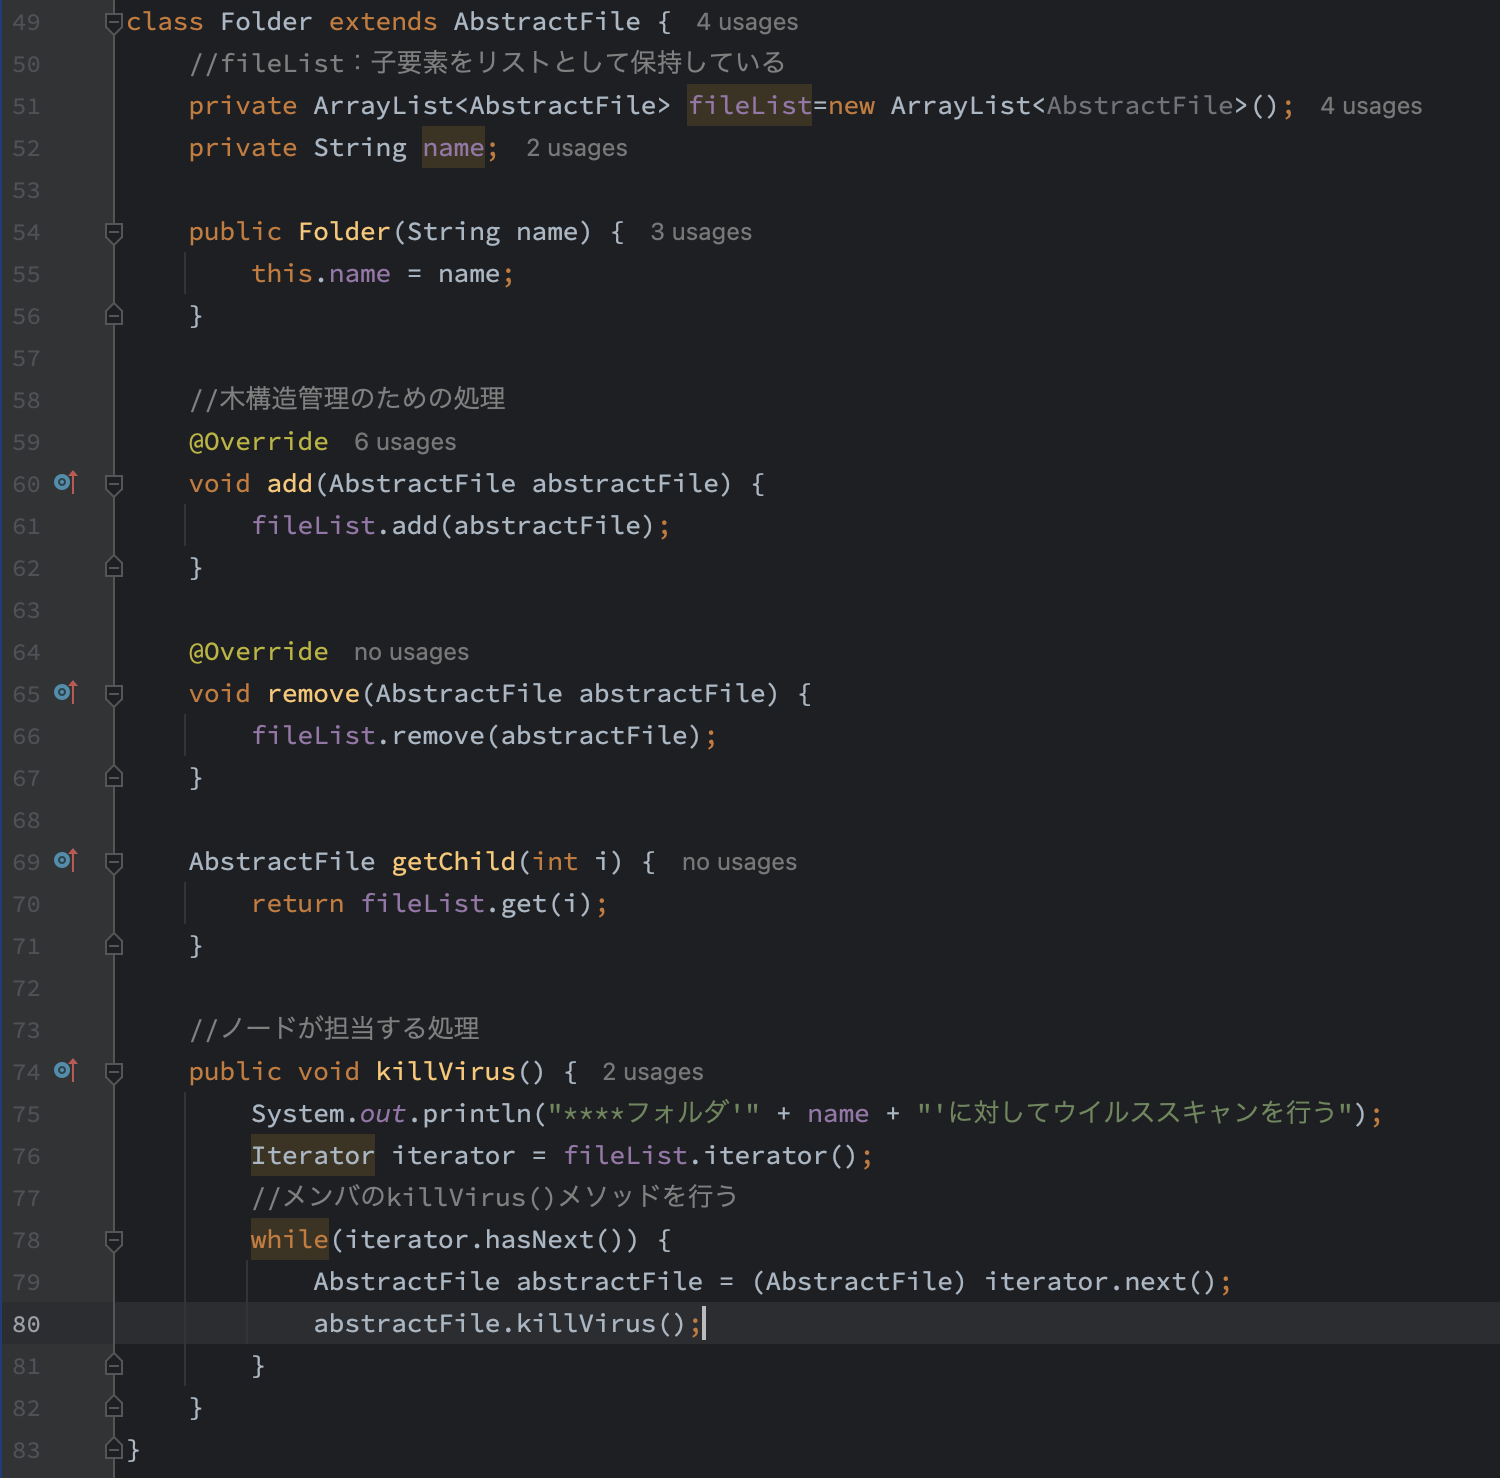 49 class Folder extends AbstractFile { 4 usages
50 //fileList：子要素をリストとして保持している
51 private ArrayList<AbstractFile> fileList=new ArrayList<AbstractFile>(); 4 usages
52 private String name; 2 usages
53
54 public Folder(String name) { 3 usages
55 this.name = name;
56 }
57
58 //木構造管理のための処理
59 @Override 6 usages
60 void add(AbstractFile abstractFile) {
61 fileList.add(abstractFile);
62 }
63
64 @Override no usages
65 void remove(AbstractFile abstractFile) {
66 fileList.remove(abstractFile);
67 }
68
69 AbstractFile getChild(int i) { no usages
70 return fileList.get(i);
71 }
72
73 //ノードが担当する処理
74 public void killVirus() { 2 usages
75 System.out.println("****フォルダ'" + name + "'に対してウイルススキャンを行う");
76 Iterator iterator = fileList.iterator();
77 //メンバのkillVirus()メソッドを行う
78 while(iterator.hasNext()) {
79 AbstractFile abstractFile = (AbstractFile) iterator.next();
80 abstractFile.killVirus();
81 }
82 }
83 }